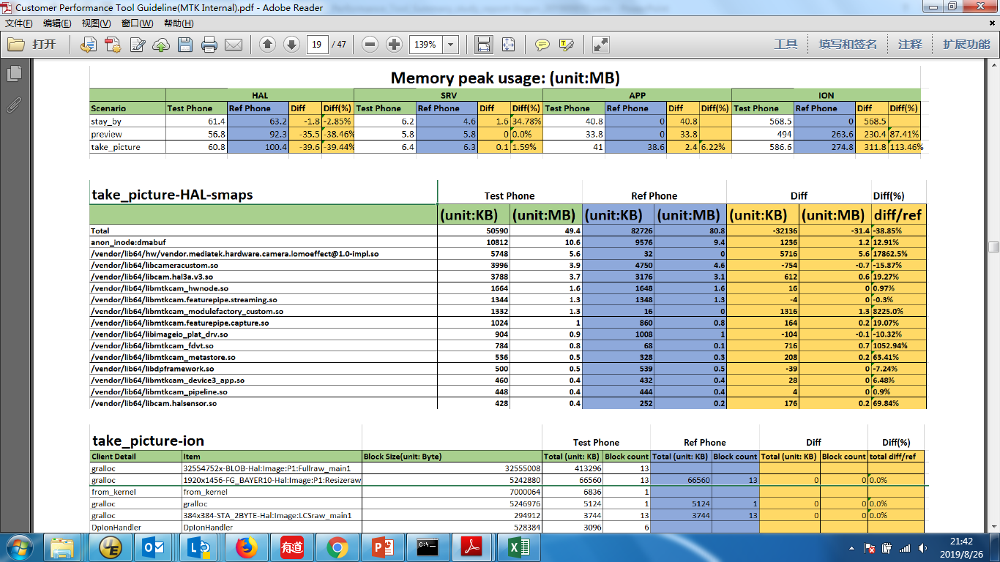 Customer Performance Tool Guideline(MTK Internal).pdf - Adobe Reader
文件(F) 编辑(E) 视图(V) 窗口(W) 帮助(H)
打开 19 / 47 139% 工具 填写和签名 注释 扩展功能
Memory peak usage: (unit:MB)
HAL SRV APP ION
Scenario Test Phone Ref Phone Diff Diff(%) Test Phone Ref Phone Diff Diff(%) Test Phone Ref Phone Diff Diff(%) Test Phone Ref Phone Diff Diff(%)
stay_by 61.4 63.2 -1.8 -2.85% 6.2 4.6 1.6 34.78% 40.8 0 40.8 568.5 0 568.5
preview 56.8 92.3 -35.5 -38.46% 5.8 5.8 0 0.0% 33.8 0 33.8 494 263.6 230.4 87.41%
take_picture 60.8 100.4 -39.6 -39.44% 6.4 6.3 0.1 1.59% 41 38.6 2.4 6.22% 586.6 274.8 311.8 113.46%
take_picture-HAL-smaps Test Phone Ref Phone Diff Diff(%)
(unit:KB) (unit:MB) (unit:KB) (unit:MB) (unit:KB) (unit:MB) diff/ref
Total 50590 49.4 82726 80.8 -32136 -31.4 -38.85%
anon_inode:dmabuf 10812 10.6 9576 9.4 1236 1.2 12.91%
/vendor/lib64/hw/vendor.mediatek.hardware.camera.lomoeffect@1.0-impl.so 5748 5.6 32 0 5716 5.6 17862.5%
/vendor/lib64/libcameracustom.so 3996 3.9 4750 4.6 -754 -0.7 -15.87%
/vendor/lib64/libcam.hal3a.v3.so 3788 3.7 3176 3.1 612 0.6 19.27%
/vendor/lib64/libmtkcam_hwnode.so 1664 1.6 1648 1.6 16 0 0.97%
/vendor/lib64/libmtkcam.featurepipe.streaming.so 1344 1.3 1348 1.3 -4 0 -0.3%
/vendor/lib64/libmtkcam_modulefactory_custom.so 1332 1.3 16 0 1316 1.3 8225.0%
/vendor/lib64/libmtkcam.featurepipe.capture.so 1024 1 860 0.8 164 0.2 19.07%
/vendor/lib64/libimageio_plat_drv.so 904 0.9 1008 1 -104 -0.1 -10.32%
/vendor/lib64/libmtkcam_fdvt.so 784 0.8 68 0.1 716 0.7 1052.94%
/vendor/lib64/libmtkcam_metastore.so 536 0.5 328 0.3 208 0.2 63.41%
/vendor/lib64/libdpframework.so 500 0.5 539 0.5 -39 0 -7.24%
/vendor/lib64/libmtkcam_device3_app.so 460 0.4 432 0.4 28 0 6.48%
/vendor/lib64/libmtkcam_pipeline.so 448 0.4 444 0.4 4 0 0.9%
/vendor/lib64/libcam.halsensor.so 428 0.4 252 0.2 176 0.2 69.84%
take_picture-ion Test Phone Ref Phone Diff Diff(%)
Client Detail Item Block Size(unit: Byte) Total (unit: KB) Block count Total (unit: KB) Block count Total (unit: KB) Block count total diff/ref
gralloc 32554752x-BLOB-Hal:Image:P1:Fullraw_main1 32555008 413296 13
gralloc 1920x1456-FG_BAYER10-Hal:Image:P1:Resizeraw 5242880 66560 13 66560 13 0 0 0.0%
from_kernel from_kernel 7000064 6836 1
gralloc gralloc 5246976 5124 1 5124 1 0 0 0.0%
gralloc 384x384-STA_2BYTE-Hal:Image:LCSraw_main1 294912 3744 13 3744 13 0 0 0.0%
DpIonHandler DpIonHandler 528384 3096 6
有道
21:42
2019/8/26